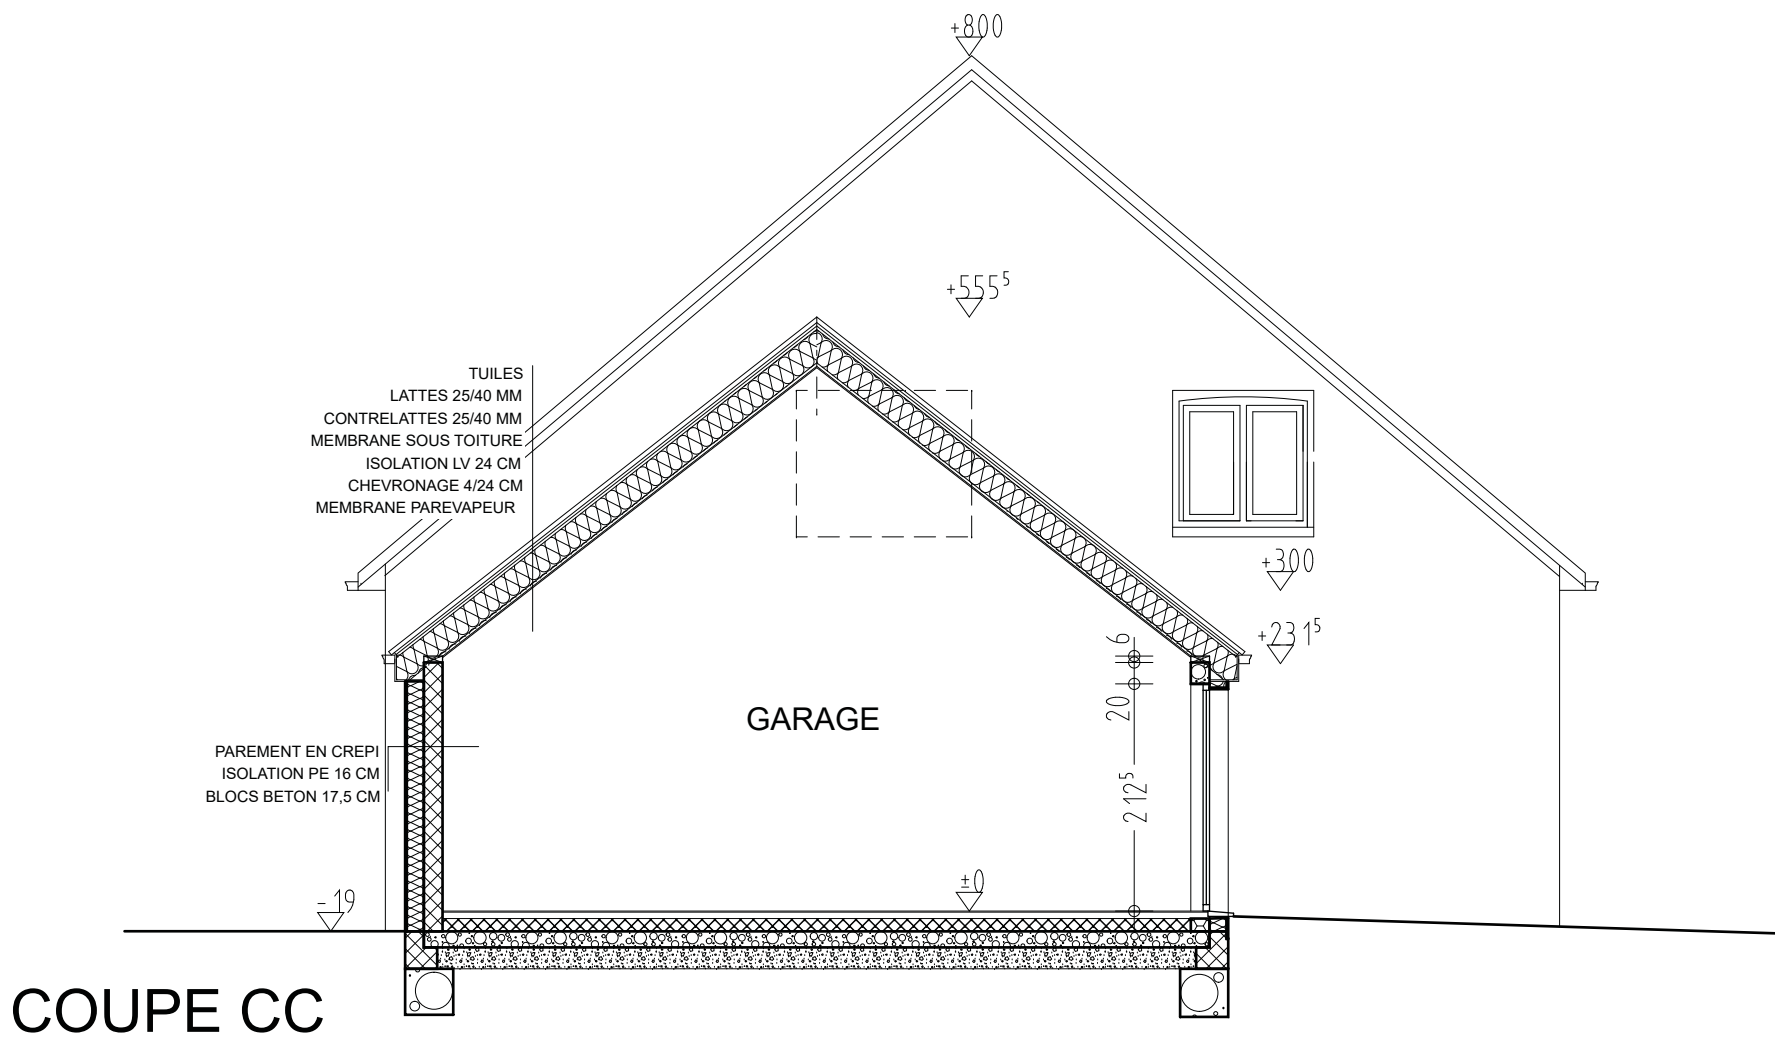 +800
+555⁵
TUILES
LATTES 25/40 MM
CONTRELATTES 25/40 MM
MEMBRANE SOUS TOITURE
ISOLATION LV 24 CM
CHEVRONAGE 4/24 CM
MEMBRANE PAREVAPEUR
+300
+231⁵
6
20
GARAGE
PAREMENT EN CREPI
ISOLATION PE 16 CM
BLOCS BETON 17,5 CM
212⁵
±0
-19
COUPE CC